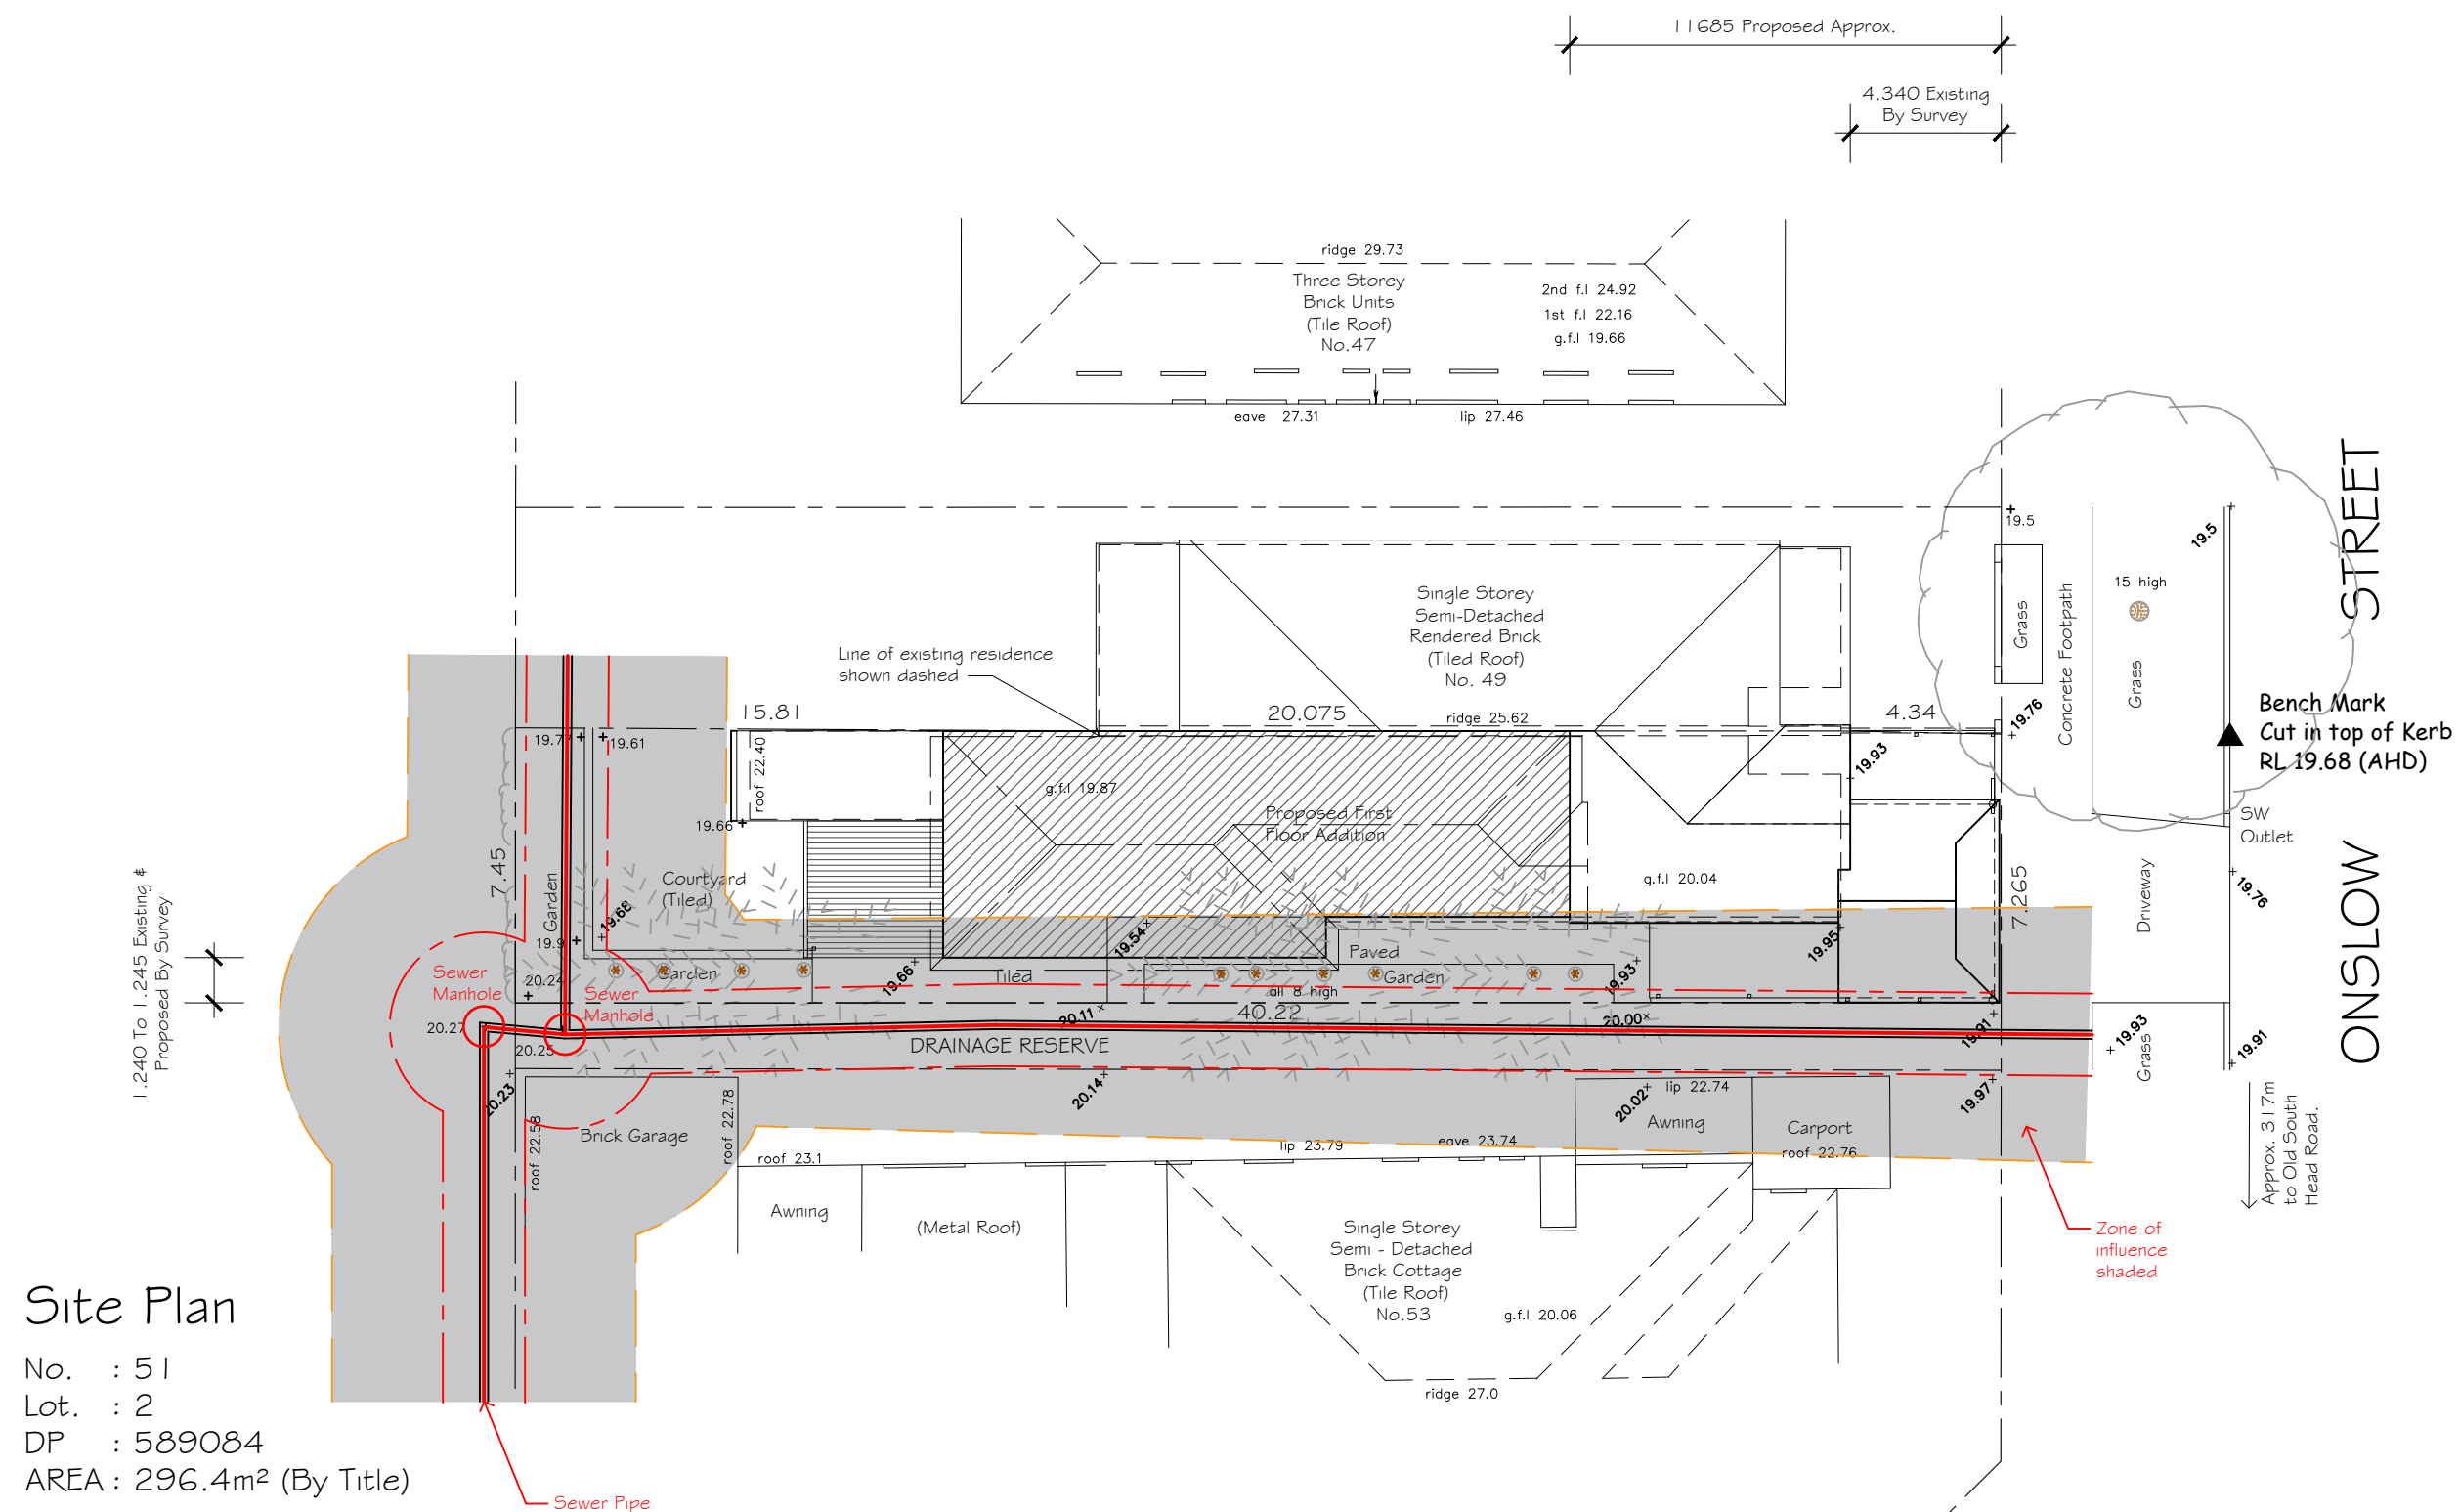 11685 Proposed Approx.
4.340 Existing
By Survey
ridge 29.73
Three Storey
Brick Units
(Tile Roof)
No.47
2nd f.l 24.92
1st f.l 22.16
g.f.l 19.66
eave 27.31
lip 27.46
STREET
19.5
19.5
15 high
Grass
Concrete Footpath
Grass
Single Storey
Semi-Detached
Rendered Brick
(Tiled Roof)
No. 49
Line of existing residence
shown dashed
15.81
20.075
ridge 25.62
4.34
19.76
Bench Mark
Cut in top of Kerb
RL 19.68 (AHD)
19.77
19.61
roof 22.40
19.93
g.f.l 19.87
Proposed First
Floor Addition
19.66
SW
Outlet
7.45
Garden
Courtyard
(Tiled)
g.f.l 20.04
7.265
Driveway
19.76
ONSLOW
1.240 To 1.245 Existing &
Proposed By Survey
19.68
19.9
19.54
19.95
Paved
Sewer
Manhole
20.24
Garden
19.66
Tiled
Garden
19.93
Sewer
Manhole
all 8 high
20.27
20.25
20.11
40.22
20.00
19.91
DRAINAGE RESERVE
19.93
Grass
19.91
20.23
20.14
20.02
lip 22.74
19.97
roof 22.58
Brick Garage
roof 22.78
Awning
Carport
roof 22.76
roof 23.1
lip 23.79
eave 23.74
Approx. 317m
to Old South
Head Road.
Awning
(Metal Roof)
Single Storey
Semi - Detached
Brick Cottage
(Tile Roof)
No.53
g.f.l 20.06
Zone of
influence
shaded
ridge 27.0
Site Plan
No. : 51
Lot. : 2
DP : 589084
AREA : 296.4m² (By Title)
Sewer Pipe